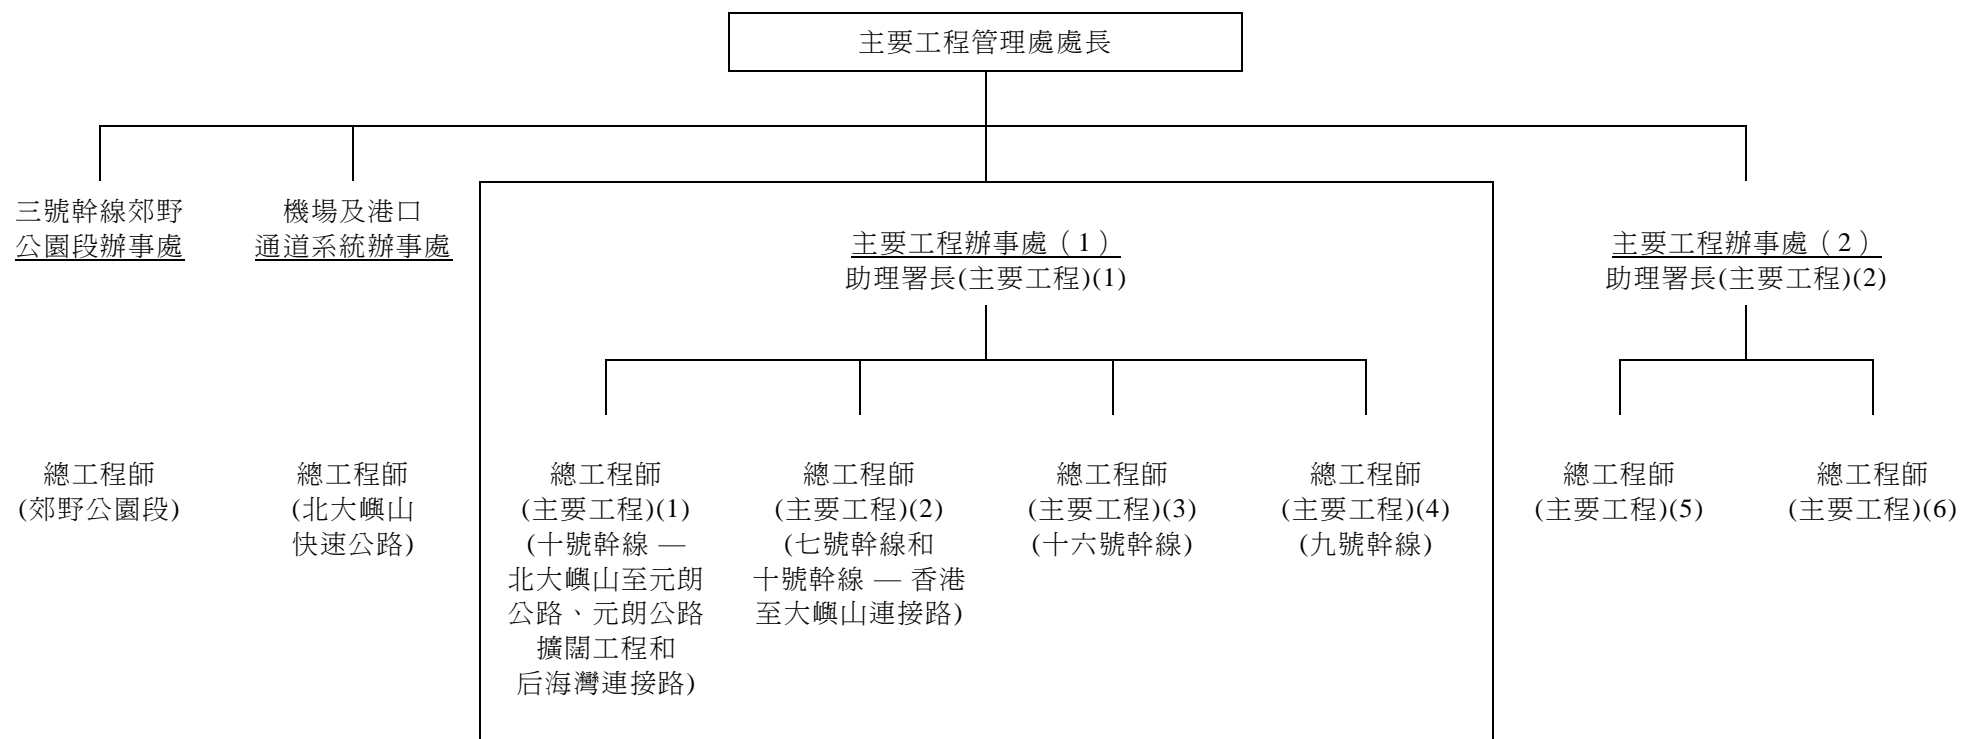 主要工程管理處處長
三號幹線郊野
公園段辦事處
機場及港口
通道系統辦事處
主要工程辦事處（1）
助理署長(主要工程)(1)
主要工程辦事處（2）
助理署長(主要工程)(2)
總工程師
(郊野公園段)
總工程師
(北大嶼山
快速公路)
總工程師
(主要工程)(1)
(十號幹線 —
北大嶼山至元朗
公路、元朗公路
擴闊工程和
后海灣連接路)
總工程師
(主要工程)(2)
(七號幹線和
十號幹線 — 香港
至大嶼山連接路)
總工程師
(主要工程)(3)
(十六號幹線)
總工程師
(主要工程)(4)
(九號幹線)
總工程師
(主要工程)(5)
總工程師
(主要工程)(6)